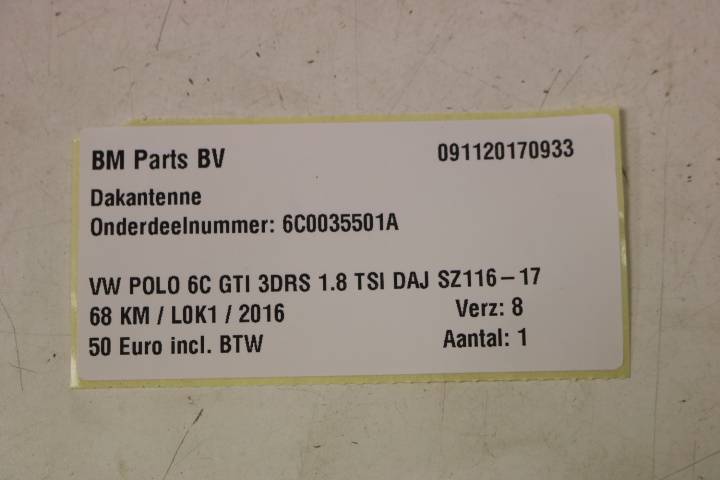 BM Parts BV 091120170933
Dakantenne
Onderdeelnummer: 6C0035501A
VW POLO 6C GTI 3DRS 1.8 TSI DAJ SZ116-17
68 KM / L0K1 / 2016 Verz: 8
50 Euro incl. BTW Aantal: 1